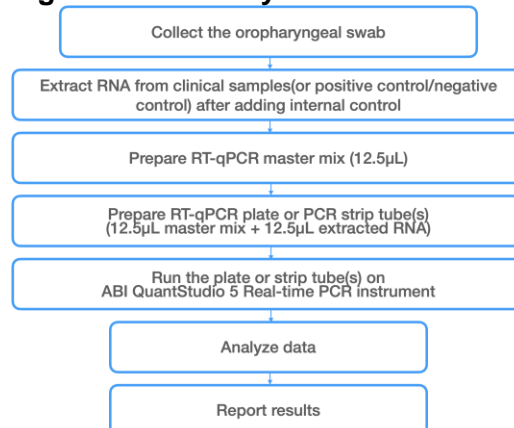 Collect the oropharyngeal swab
Extract RNA from clinical samples(or positive control/negative
control) after adding internal control
Prepare RT-qPCR master mix (12.5µL)
Prepare RT-qPCR plate or PCR strip tube(s)
(12.5µL master mix + 12.5µL extracted RNA)
Run the plate or strip tube(s) on
ABI QuantStudio 5 Real-time PCR instrument
Analyze data
Report results